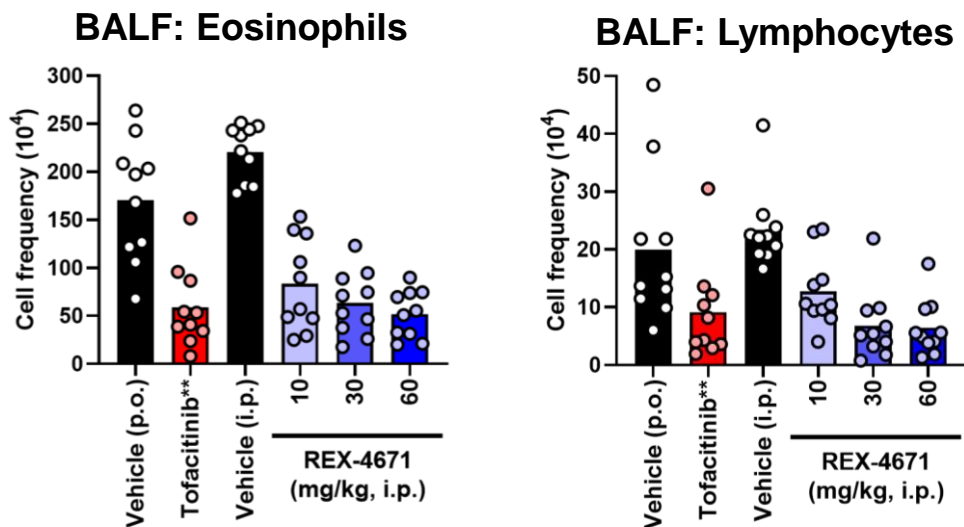 BALF: Eosinophils
Cell frequency (10⁴)
300
250
200
150
100
50
0
Vehicle (p.o.)
Tofacitinib**
Vehicle (i.p.)
10
30
60
REX-4671
(mg/kg, i.p.)
BALF: Lymphocytes
Cell frequency (10⁴)
50
40
30
20
10
0
Vehicle (p.o.)
Tofacitinib**
Vehicle (i.p.)
10
30
60
REX-4671
(mg/kg, i.p.)